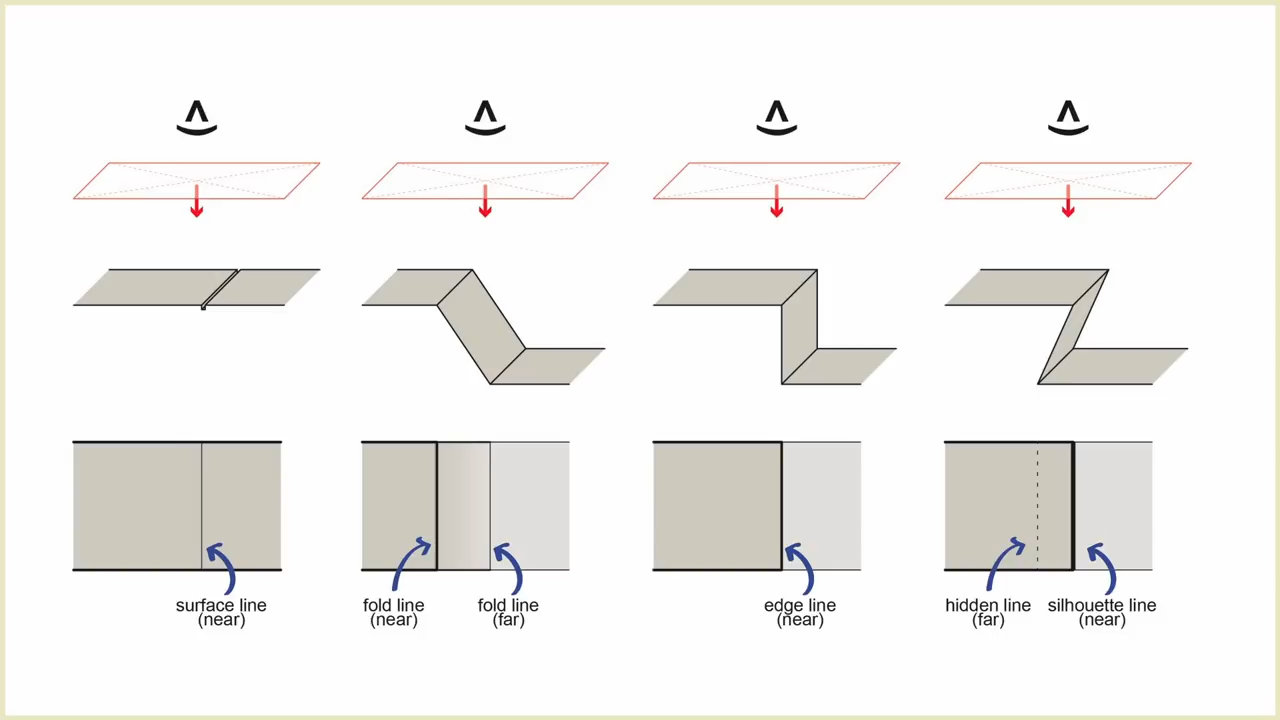 surface line
(near)
fold line
(near)
fold line
(far)
edge line
(near)
hidden line
(far)
silhouette line
(near)